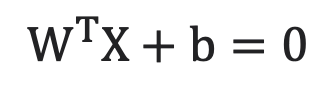 WᵀX + b = 0